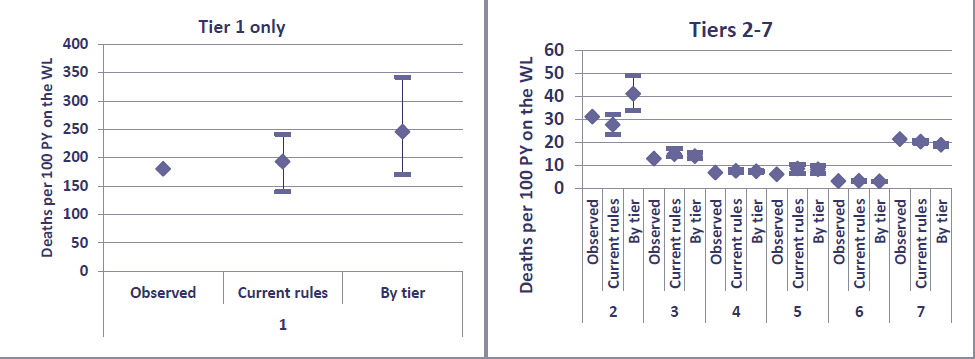 Tier 1 only
Deaths per 100 PY on the WL
400
350
300
250
200
150
100
50
0
Observed Current rules By tier
1
Tiers 2-7
Deaths per 100 PY on the WL
60
50
40
30
20
10
0
Observed
Current rules
By tier
Observed
Current rules
By tier
Observed
Current rules
By tier
Observed
Current rules
By tier
Observed
Current rules
By tier
Observed
Current rules
By tier
2 3 4 5 6 7